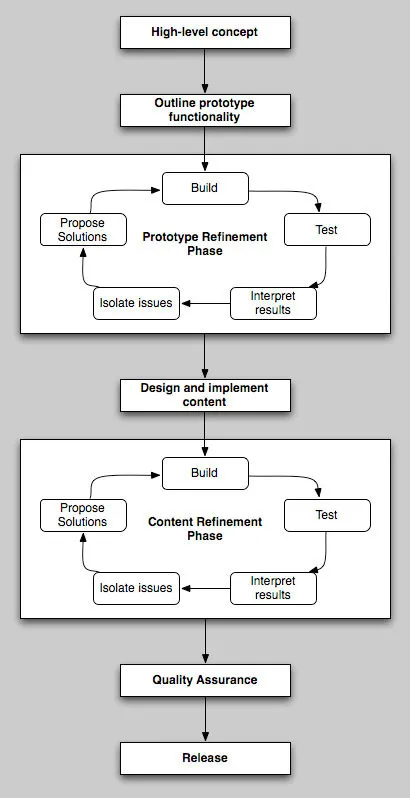 High-level concept
Outline prototype
functionality
Build
Propose
Solutions
Prototype Refinement
Phase
Test
Isolate issues
Interpret
results
Design and implement
content
Build
Propose
Solutions
Content Refinement
Phase
Test
Isolate issues
Interpret
results
Quality Assurance
Release